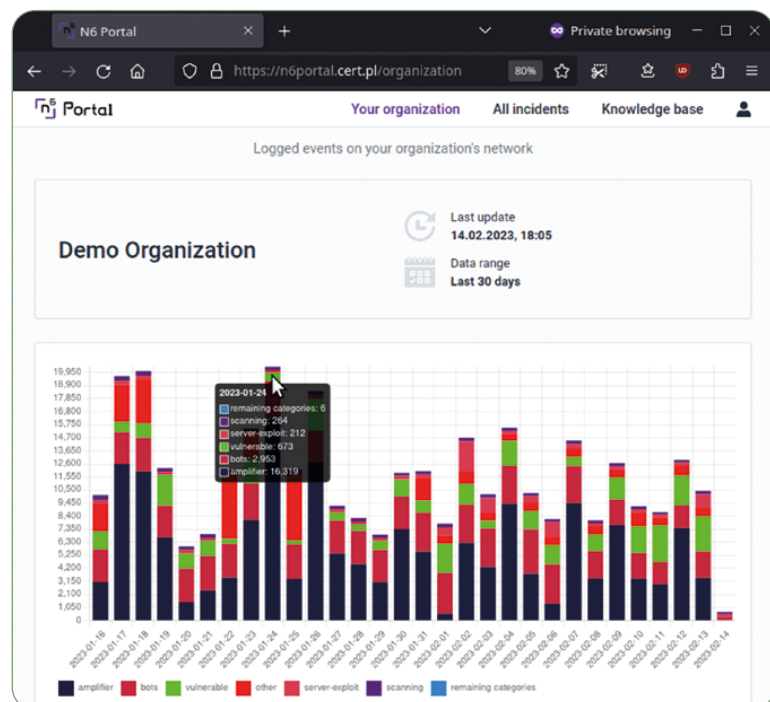 N6 Portal
Private browsing
https://n6portal.cert.pl/organization
80%
n6 Portal
Your organization
All incidents
Knowledge base
Logged events on your organization's network
Demo Organization
Last update
14.02.2023, 18:05
Data range
Last 30 days
19,950
18,900
17,850
16,800
15,750
14,700
13,650
12,600
11,550
10,500
9,450
8,400
7,350
6,300
5,250
4,200
3,150
2,100
1,050
0
2023-01-24
remaining categories: 6
scanning: 264
server-exploit: 212
vulnerable: 673
bots: 2,953
amplifier: 16,319
2023-01-16
2023-01-17
2023-01-18
2023-01-19
2023-01-20
2023-01-21
2023-01-22
2023-01-23
2023-01-24
2023-01-25
2023-01-26
2023-01-27
2023-01-28
2023-01-29
2023-01-30
2023-01-31
2023-02-01
2023-02-02
2023-02-03
2023-02-04
2023-02-05
2023-02-06
2023-02-07
2023-02-08
2023-02-09
2023-02-10
2023-02-11
2023-02-12
2023-02-13
2023-02-14
amplifier
bots
vulnerable
other
server-exploit
scanning
remaining categories